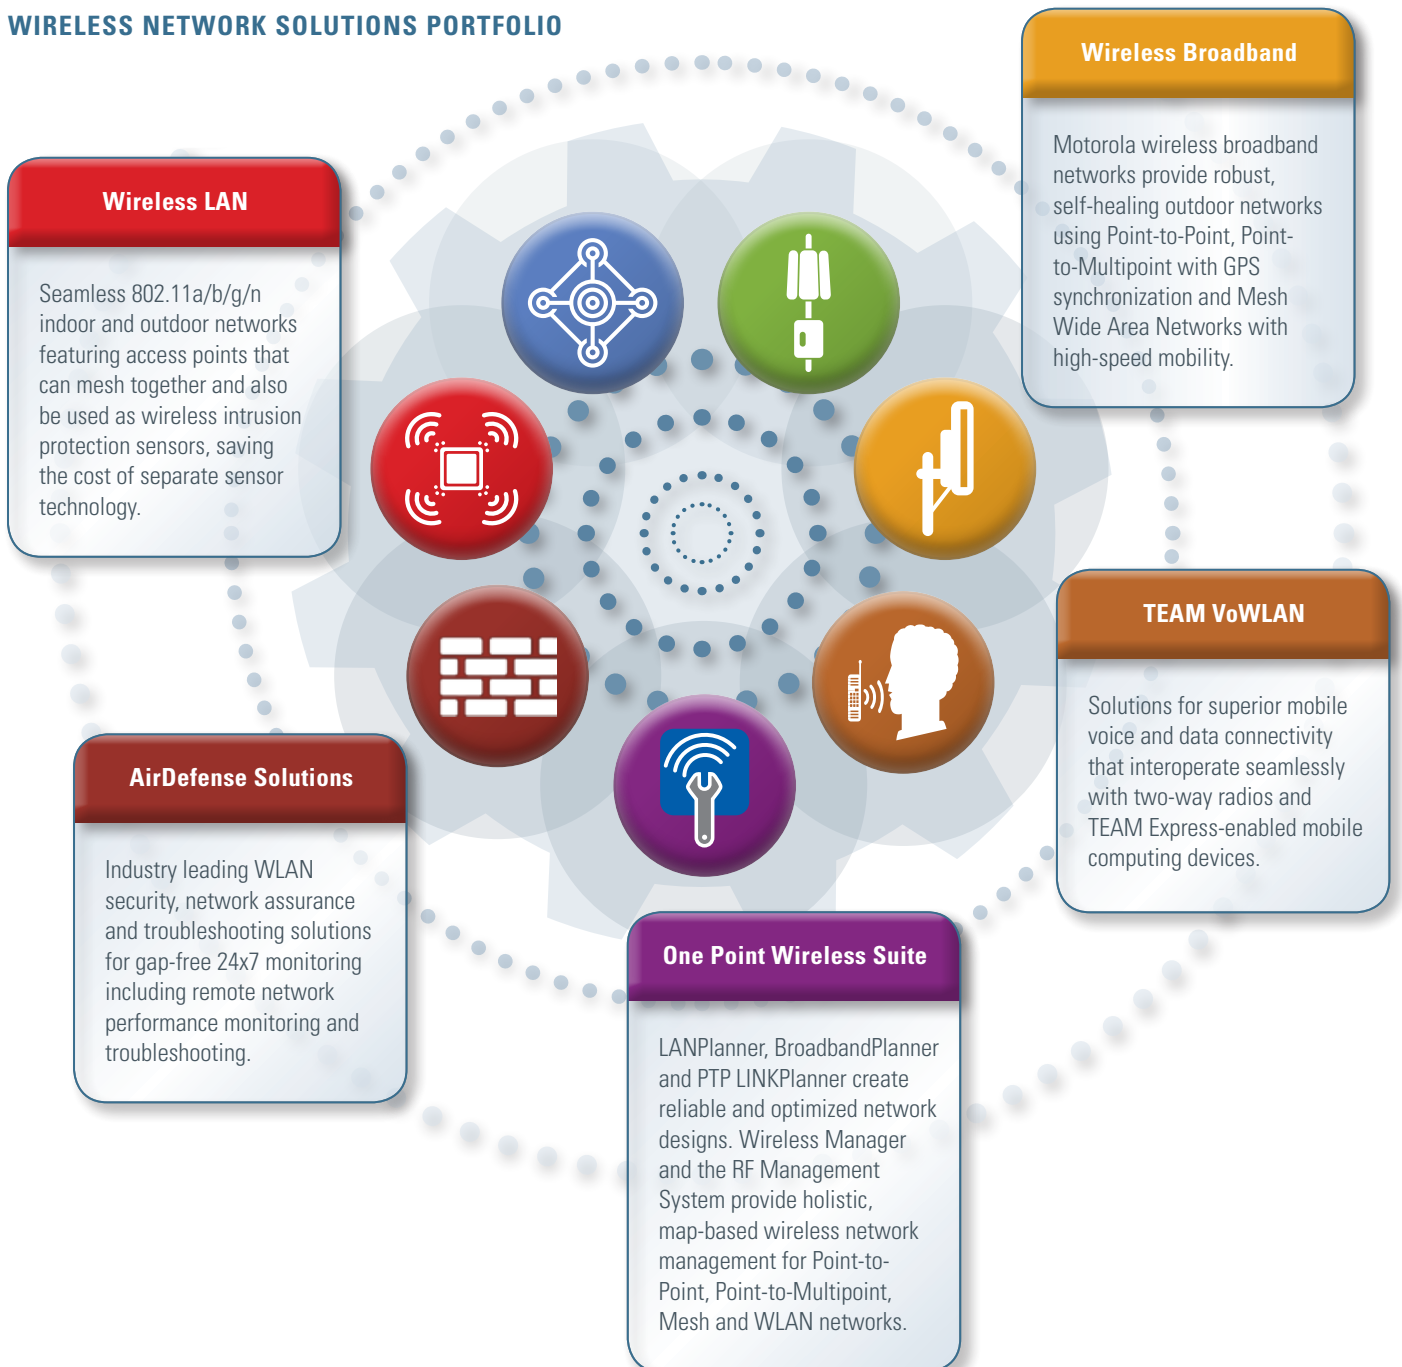 WIRELESS NETWORK SOLUTIONS PORTFOLIO
Wireless Broadband
Motorola wireless broadband
networks provide robust,
self-healing outdoor networks
using Point-to-Point, Point-
to-Multipoint with GPS
synchronization and Mesh
Wide Area Networks with
high-speed mobility.
Wireless LAN
Seamless 802.11a/b/g/n
indoor and outdoor networks
featuring access points that
can mesh together and also
be used as wireless intrusion
protection sensors, saving
the cost of separate sensor
technology.
TEAM VoWLAN
Solutions for superior mobile
voice and data connectivity
that interoperate seamlessly
with two-way radios and
TEAM Express-enabled mobile
computing devices.
AirDefense Solutions
Industry leading WLAN
security, network assurance
and troubleshooting solutions
for gap-free 24x7 monitoring
including remote network
performance monitoring and
troubleshooting.
One Point Wireless Suite
LANPlanner, BroadbandPlanner
and PTP LINKPlanner create
reliable and optimized network
designs. Wireless Manager
and the RF Management
System provide holistic,
map-based wireless network
management for Point-to-
Point, Point-to-Multipoint,
Mesh and WLAN networks.